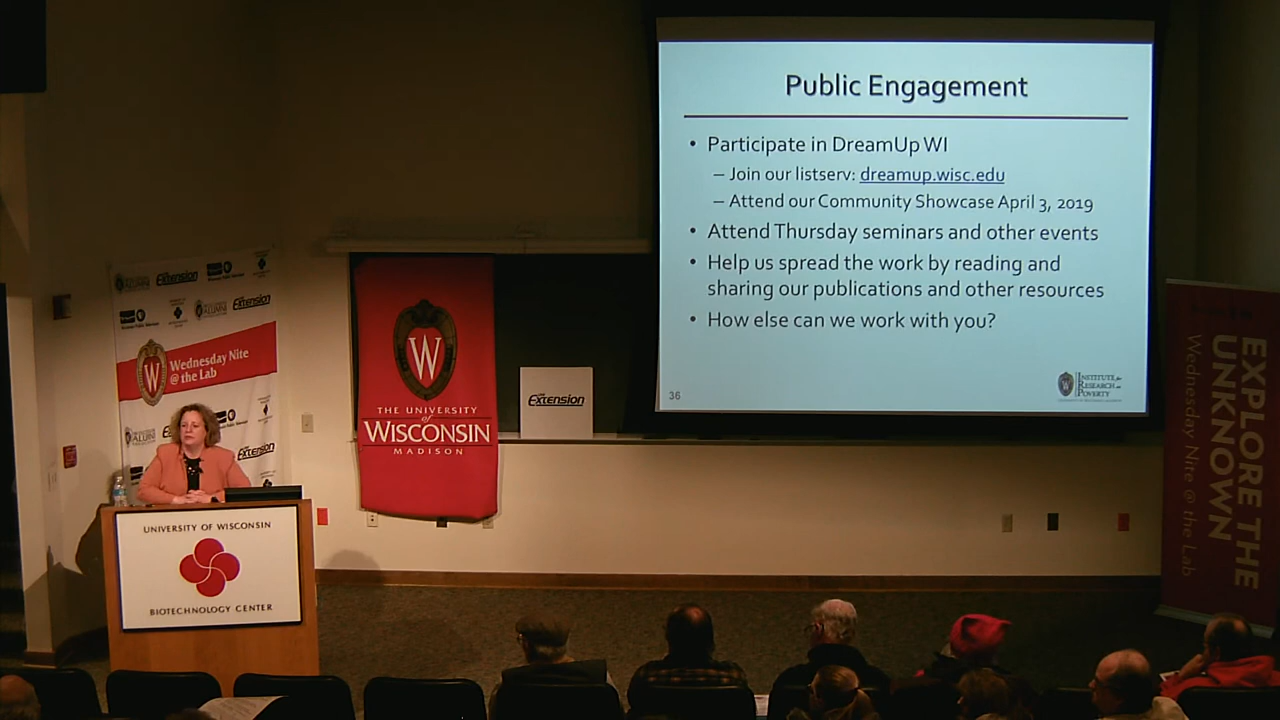 Public Engagement
• Participate in DreamUp WI
– Join our listserv: dreamup.wisc.edu
– Attend our Community Showcase April 3, 2019
• Attend Thursday seminars and other events
• Help us spread the work by reading and
sharing our publications and other resources
• How else can we work with you?
36
INSTITUTE for
RESEARCH on
POVERTY
Extension
Extension
Wednesday Nite
@ the Lab
Extension
W
THE UNIVERSITY
of
WISCONSIN
MADISON
Extension
UNIVERSITY OF WISCONSIN
BIOTECHNOLOGY CENTER
EXPLORE THE
UNKNOWN
Wednesday Nite @ the Lab